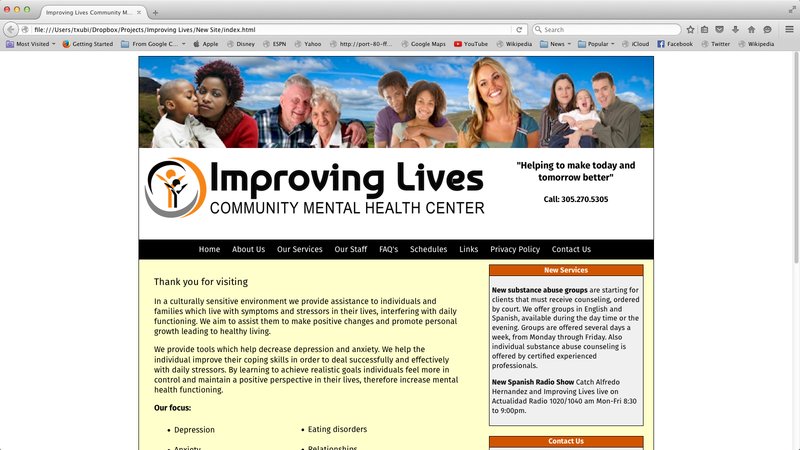 Improving Lives Community M...
file:///Users/txubi/Dropbox/Projects/Improving Lives/New Site/index.html
Search
Most Visited
Getting Started
From Google C...
Apple
Disney
ESPN
Yahoo
http://port-80-ff...
Google Maps
YouTube
Wikipedia
News
Popular
iCloud
Facebook
Twitter
Wikipedia
Improving Lives
COMMUNITY MENTAL HEALTH CENTER
"Helping to make today and
tomorrow better"
Call: 305.270.5305
Home About Us Our Services Our Staff FAQ's Schedules Links Privacy Policy Contact Us
Thank you for visiting
In a culturally sensitive environment we provide assistance to individuals and
families which live with symptoms and stressors in their lives, interfering with daily
functioning. We aim to assist them to make positive changes and promote personal
growth leading to healthy living.
We provide tools which help decrease depression and anxiety. We help the
individual improve their coping skills in order to deal successfully and effectively
with daily stressors. By learning to achieve realistic goals individuals feel more in
control and maintain a positive perspective in their lives, therefore increase mental
health functioning.
Our focus:
Depression
Anxiety
Eating disorders
Relationships
New Services
New substance abuse groups are starting for
clients that must receive counseling, ordered
by court. We offer groups in English and
Spanish, available during the day time or the
evening. Groups are offered several days a
week, from Monday through Friday. Also
individual substance abuse counseling is
offered by certified experienced
professionals.
New Spanish Radio Show Catch Alfredo
Hernandez and Improving Lives live on
Actualidad Radio 1020/1040 am Mon-Fri 8:30
to 9:00pm.
Contact Us